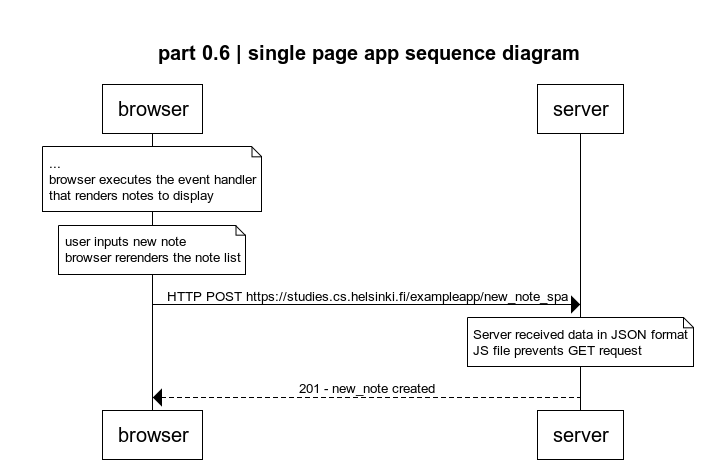 part 0.6 | single page app sequence diagram
browser
server
...
browser executes the event handler
that renders notes to display
user inputs new note
browser rerenders the note list
HTTP POST https://studies.cs.helsinki.fi/exampleapp/new_note_spa
Server received data in JSON format
JS file prevents GET request
201 - new_note created
browser
server